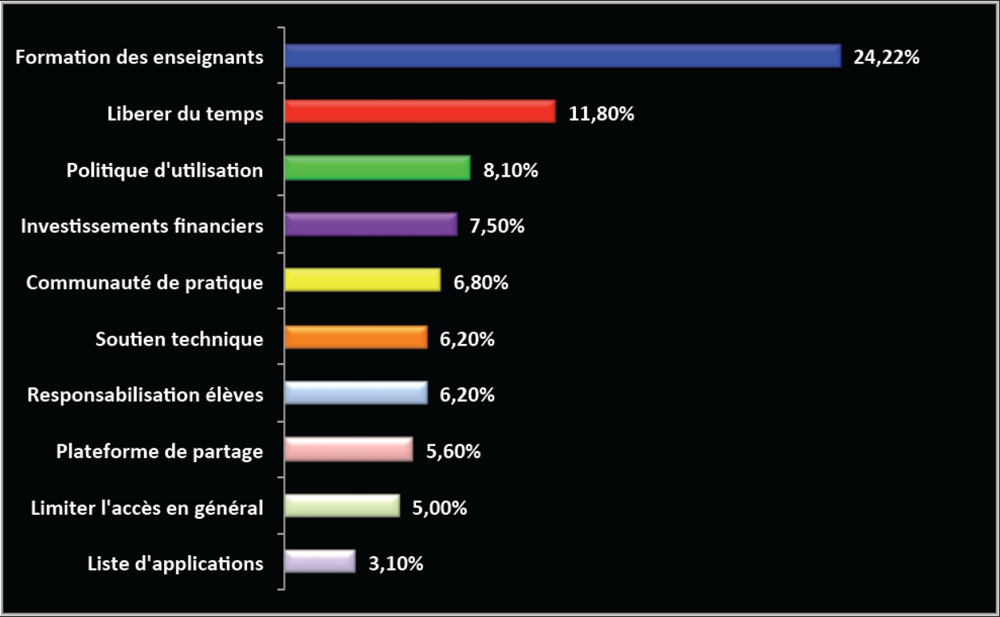 Formation des enseignants 24,22%
Liberer du temps 11,80%
Politique d'utilisation 8,10%
Investissements financiers 7,50%
Communauté de pratique 6,80%
Soutien technique 6,20%
Responsabilisation élèves 6,20%
Plateforme de partage 5,60%
Limiter l'accès en général 5,00%
Liste d'applications 3,10%